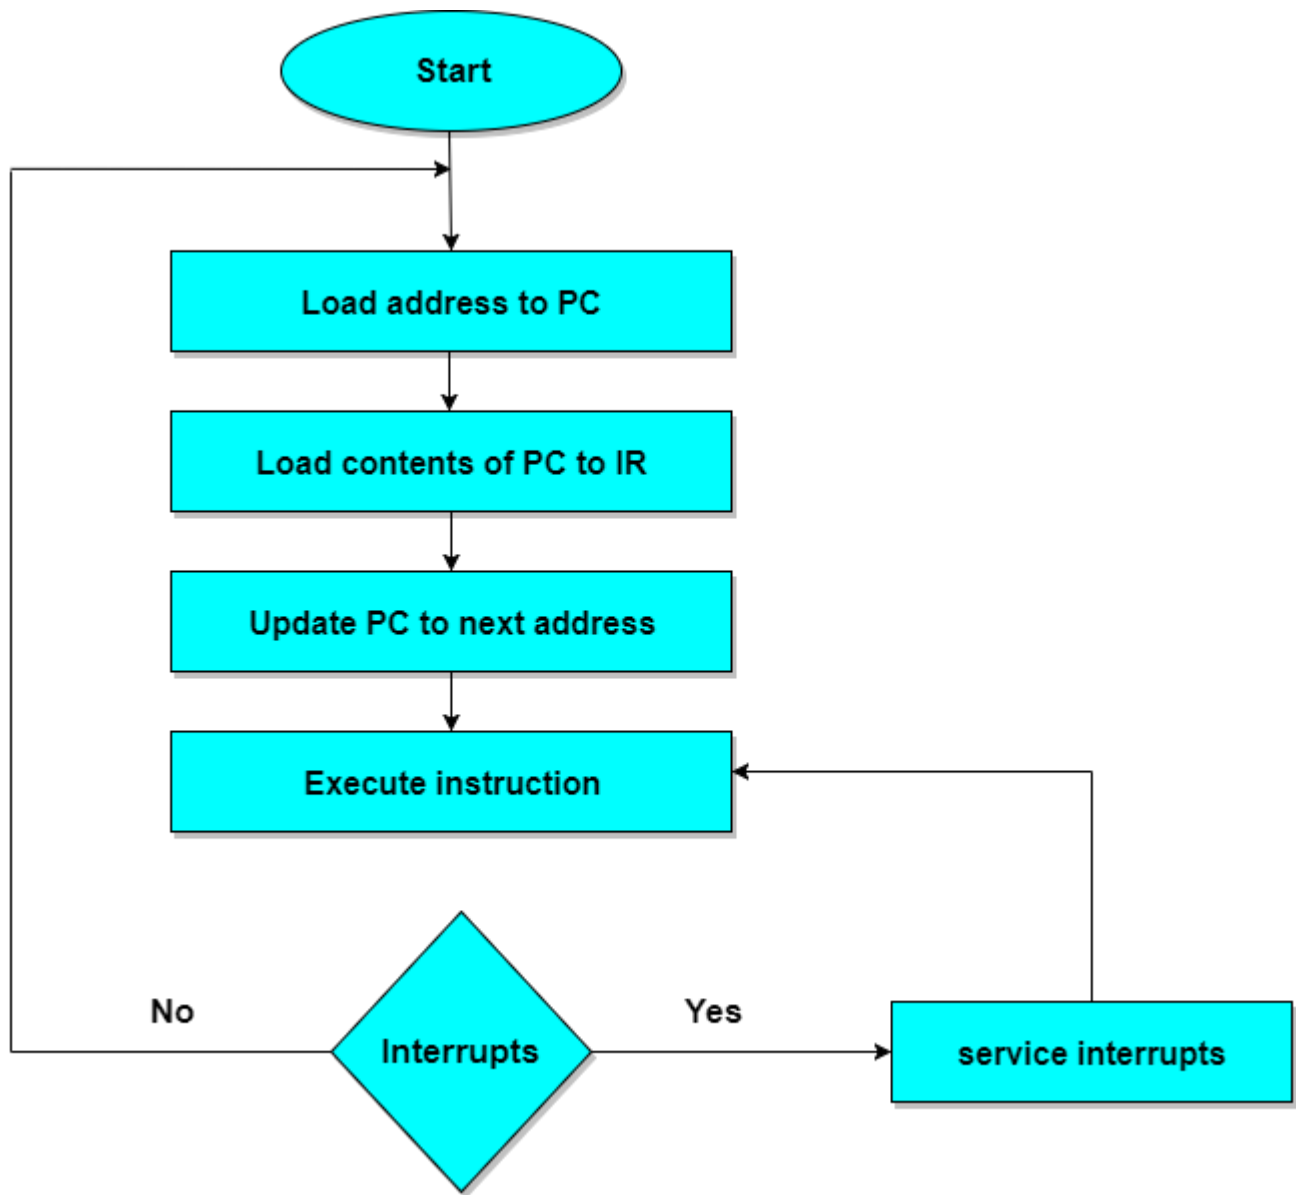 Start
Load address to PC
Load contents of PC to IR
Update PC to next address
Execute instruction
No
Yes
Interrupts
service interrupts